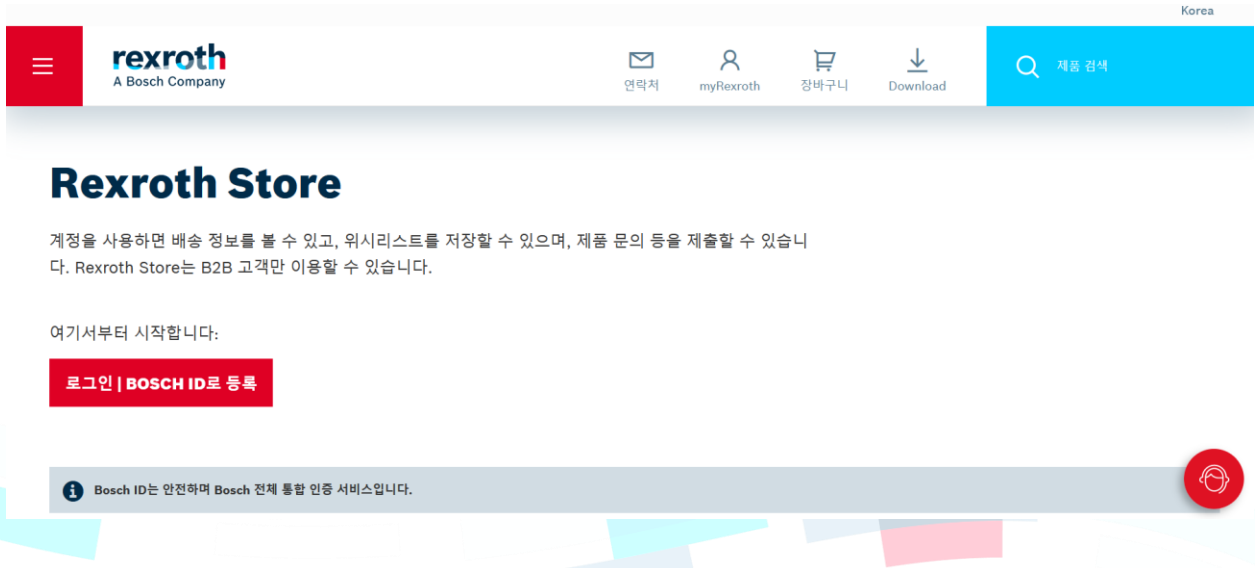 Korea
rexroth
A Bosch Company
연락처
myRexroth
장바구니
Download
제품 검색
Rexroth Store
계정을 사용하면 배송 정보를 볼 수 있고, 위시리스트를 저장할 수 있으며, 제품 문의 등을 제출할 수 있습니
다. Rexroth Store는 B2B 고객만 이용할 수 있습니다.
여기서부터 시작합니다:
로그인 | BOSCH ID로 등록
Bosch ID는 안전하며 Bosch 전체 통합 인증 서비스입니다.